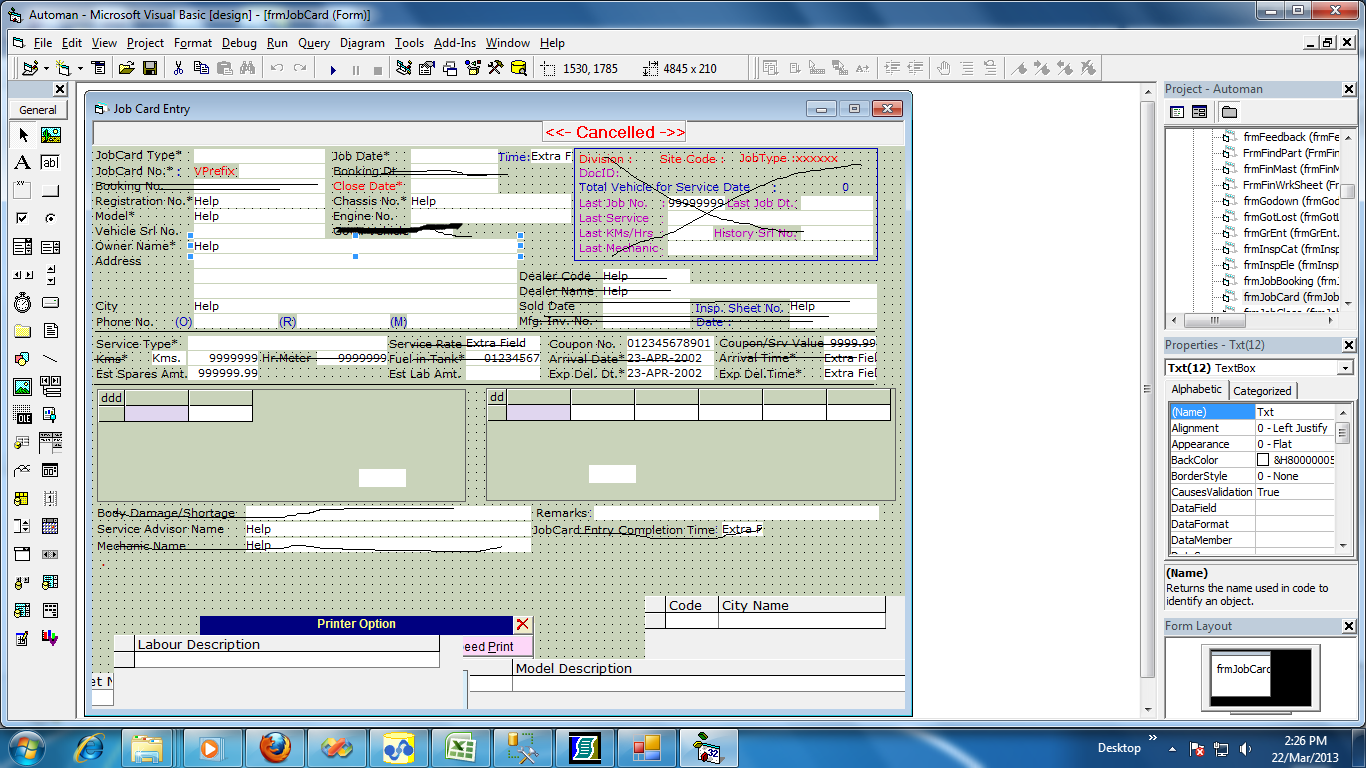 Automan - Microsoft Visual Basic [design] - [frmJobCard (Form)]
File Edit View Project Format Debug Run Query Diagram Tools Add-Ins Window Help
1530, 1785 4845 x 210
General
Job Card Entry
<<- Cancelled ->>
JobCard Type* Job Date* Time: Extra F
JobCard No.* : VPrefix
Booking No. Booking Dt.
Close Date*
Registration No.* Help Chassis No.* Help
Model* Help Engine No.
Vehicle Srl No.
Owner Name* Help
Address
City Help
Phone No. (O) (R) (M)
Division : Site Code : JobType :xxxxxx
DocID:
Total Vehicle for Service Date : 0
Last Job No. : 99999999 Last Job Dt.:
Last Service
Last KMs/Hrs History Srl No.
Last Mechanic
Dealer Code Help
Dealer Name Help
Sold Date Insp. Sheet No. Help
Mfg. Inv. No. Date :
Service Type* Service Rate Extra Field Coupon No. 012345678901 Coupon/Srv Value 9999.99
Kms* Kms. 9999999 Hr.Meter 9999999 Fuel in Tank* 01234567 Arrival Date* 23-APR-2002 Arrival Time* Extra Fiel
Est Spares Amt. 999999.99 Est Lab Amt. Exp Del. Dt.* 23-APR-2002 Exp Del.Time* Extra Fiel
ddd
dd
Body Damage/Shortage Remarks:
Service Advisor Name Help JobCard Entry Completion Time Extra F
Mechanic Name Help
Code City Name
Printer Option
Labour Description
eed Print
Model Description
et N
Project - Automan
frmFeedback (frmFe
FrmFindPart (FrmFin
frmFinMast (frmFinM
FrmFinWrkSheet (Fr
frmGodown (frmGod
frmGotLost (frmGotL
frmGrEnt (frmGrEnt.
frmInspCat (frmInsp
frmInspEle (frmInsp
frmJobBooking (frmJ
frmJobCard (frmJob
Properties - Txt(12)
Txt(12) TextBox
Alphabetic Categorized
(Name) Txt
Alignment 0 - Left Justify
Appearance 0 - Flat
BackColor &H80000005
BorderStyle 0 - None
CausesValidation True
DataField
DataFormat
DataMember
(Name)
Returns the name used in code to
identify an object.
Form Layout
frmJobCard
Desktop
2:26 PM
22/Mar/2013